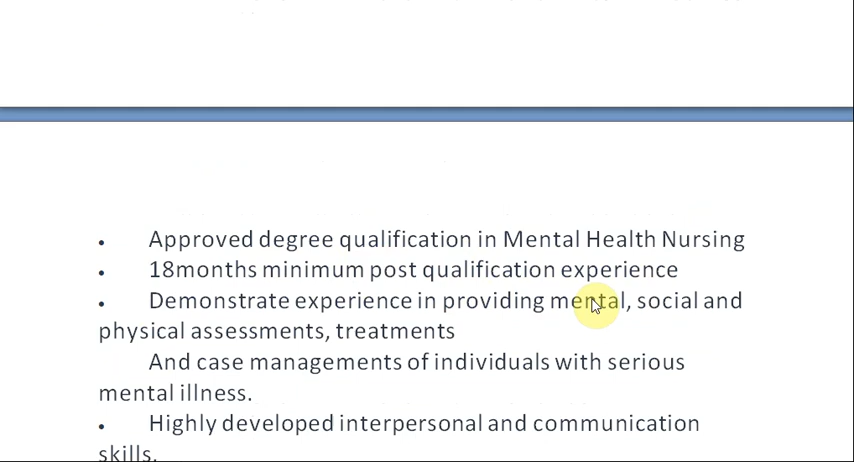 • Approved degree qualification in Mental Health Nursing
• 18months minimum post qualification experience
• Demonstrate experience in providing mental, social and
physical assessments, treatments
And case managements of individuals with serious
mental illness.
• Highly developed interpersonal and communication
skills.